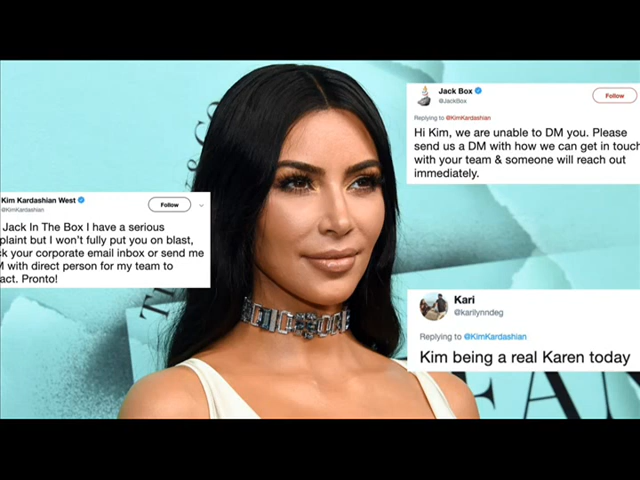 Kim Kardashian West
@KimKardashian
Follow
Jack In The Box I have a serious
plaint but I won't fully put you on blast,
ck your corporate email inbox or send me
M with direct person for my team to
act. Pronto!
Jack Box
@JackBox
Follow
Replying to @KimKardashian
Hi Kim, we are unable to DM you. Please
send us a DM with how we can get in touch
with your team & someone will reach out
immediately.
Kari
@karilynndeg
Replying to @KimKardashian
Kim being a real Karen today